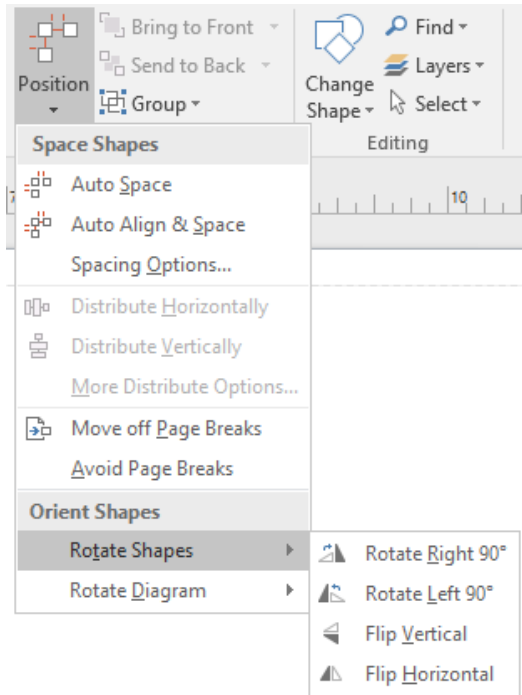 Position
Bring to Front
Send to Back
Group
Change
Shape
Find
Layers
Select
Editing
10
Space Shapes
Auto Space
Auto Align & Space
Spacing Options...
Distribute Horizontally
Distribute Vertically
More Distribute Options...
Move off Page Breaks
Avoid Page Breaks
Orient Shapes
Rotate Shapes
Rotate Diagram
Rotate Right 90°
Rotate Left 90°
Flip Vertical
Flip Horizontal